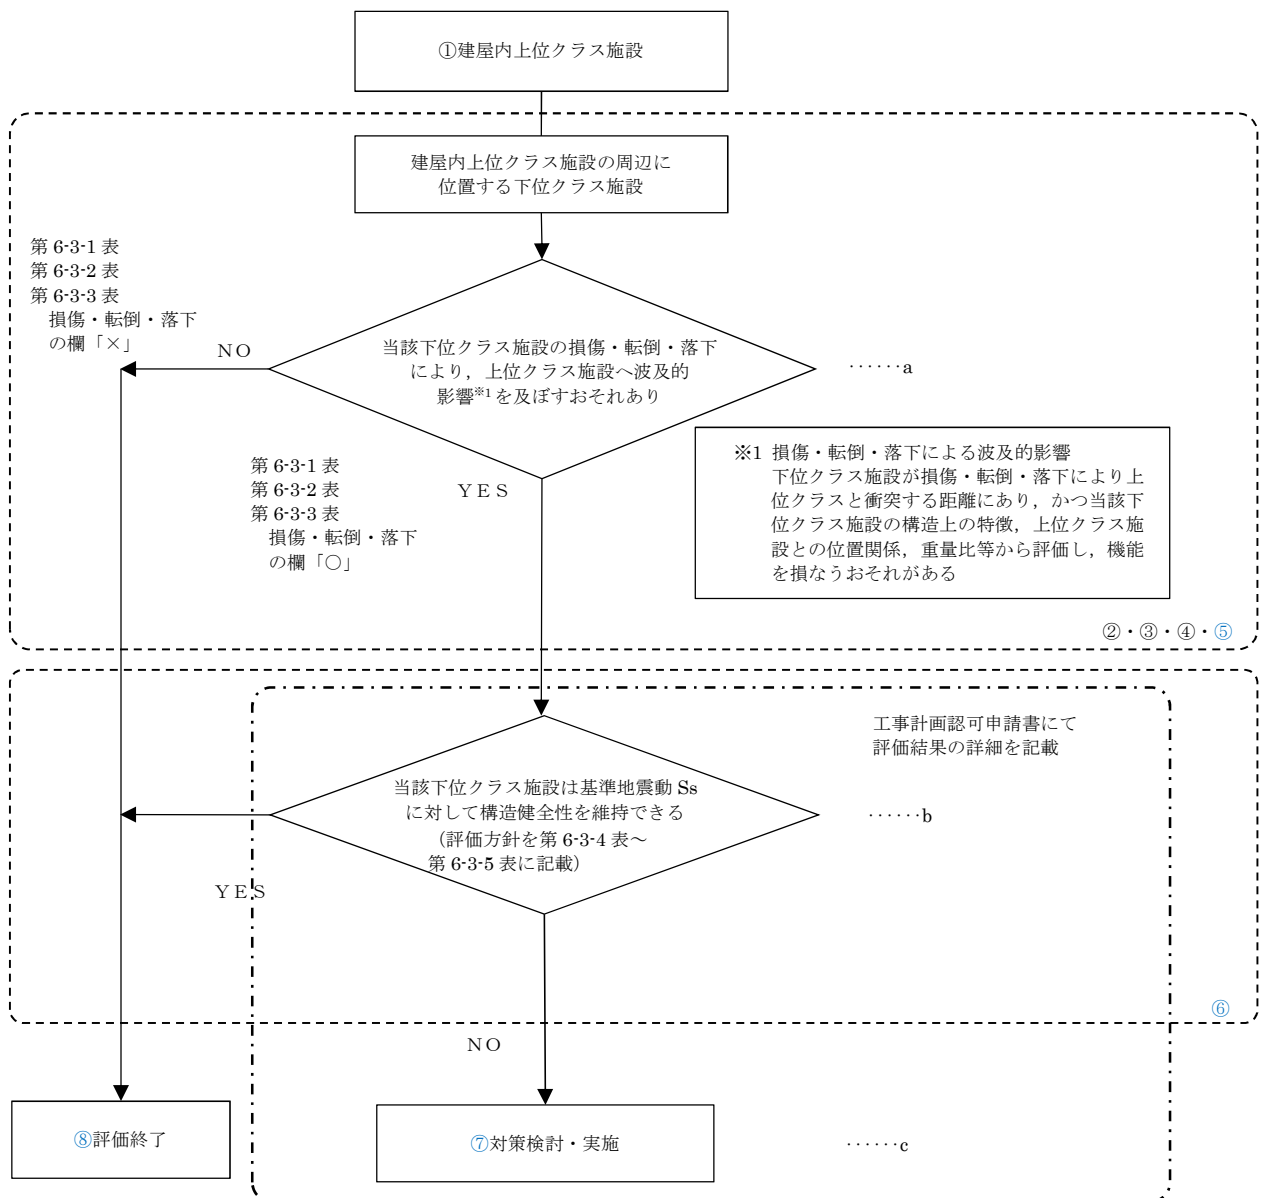 ①建屋内上位クラス施設
建屋内上位クラス施設の周辺に
位置する下位クラス施設
第 6-3-1 表
第 6-3-2 表
第 6-3-3 表
損傷・転倒・落下
の欄「×」
NO
当該下位クラス施設の損傷・転倒・落下
により，上位クラス施設へ波及的
影響※1を及ぼすおそれあり
······a
第 6-3-1 表
第 6-3-2 表
第 6-3-3 表
損傷・転倒・落下
の欄「○」
YES
※1 損傷・転倒・落下による波及的影響
下位クラス施設が損傷・転倒・落下により上
位クラスと衝突する距離にあり，かつ当該下
位クラス施設の構造上の特徴，上位クラス施
設との位置関係，重量比等から評価し，機能
を損なうおそれがある
②・③・④・⑤
工事計画認可申請書にて
評価結果の詳細を記載
当該下位クラス施設は基準地震動 Ss
に対して構造健全性を維持できる
（評価方針を第 6-3-4 表～
第 6-3-5 表に記載）
······b
YES
⑥
NO
⑧評価終了
⑦対策検討・実施
······c